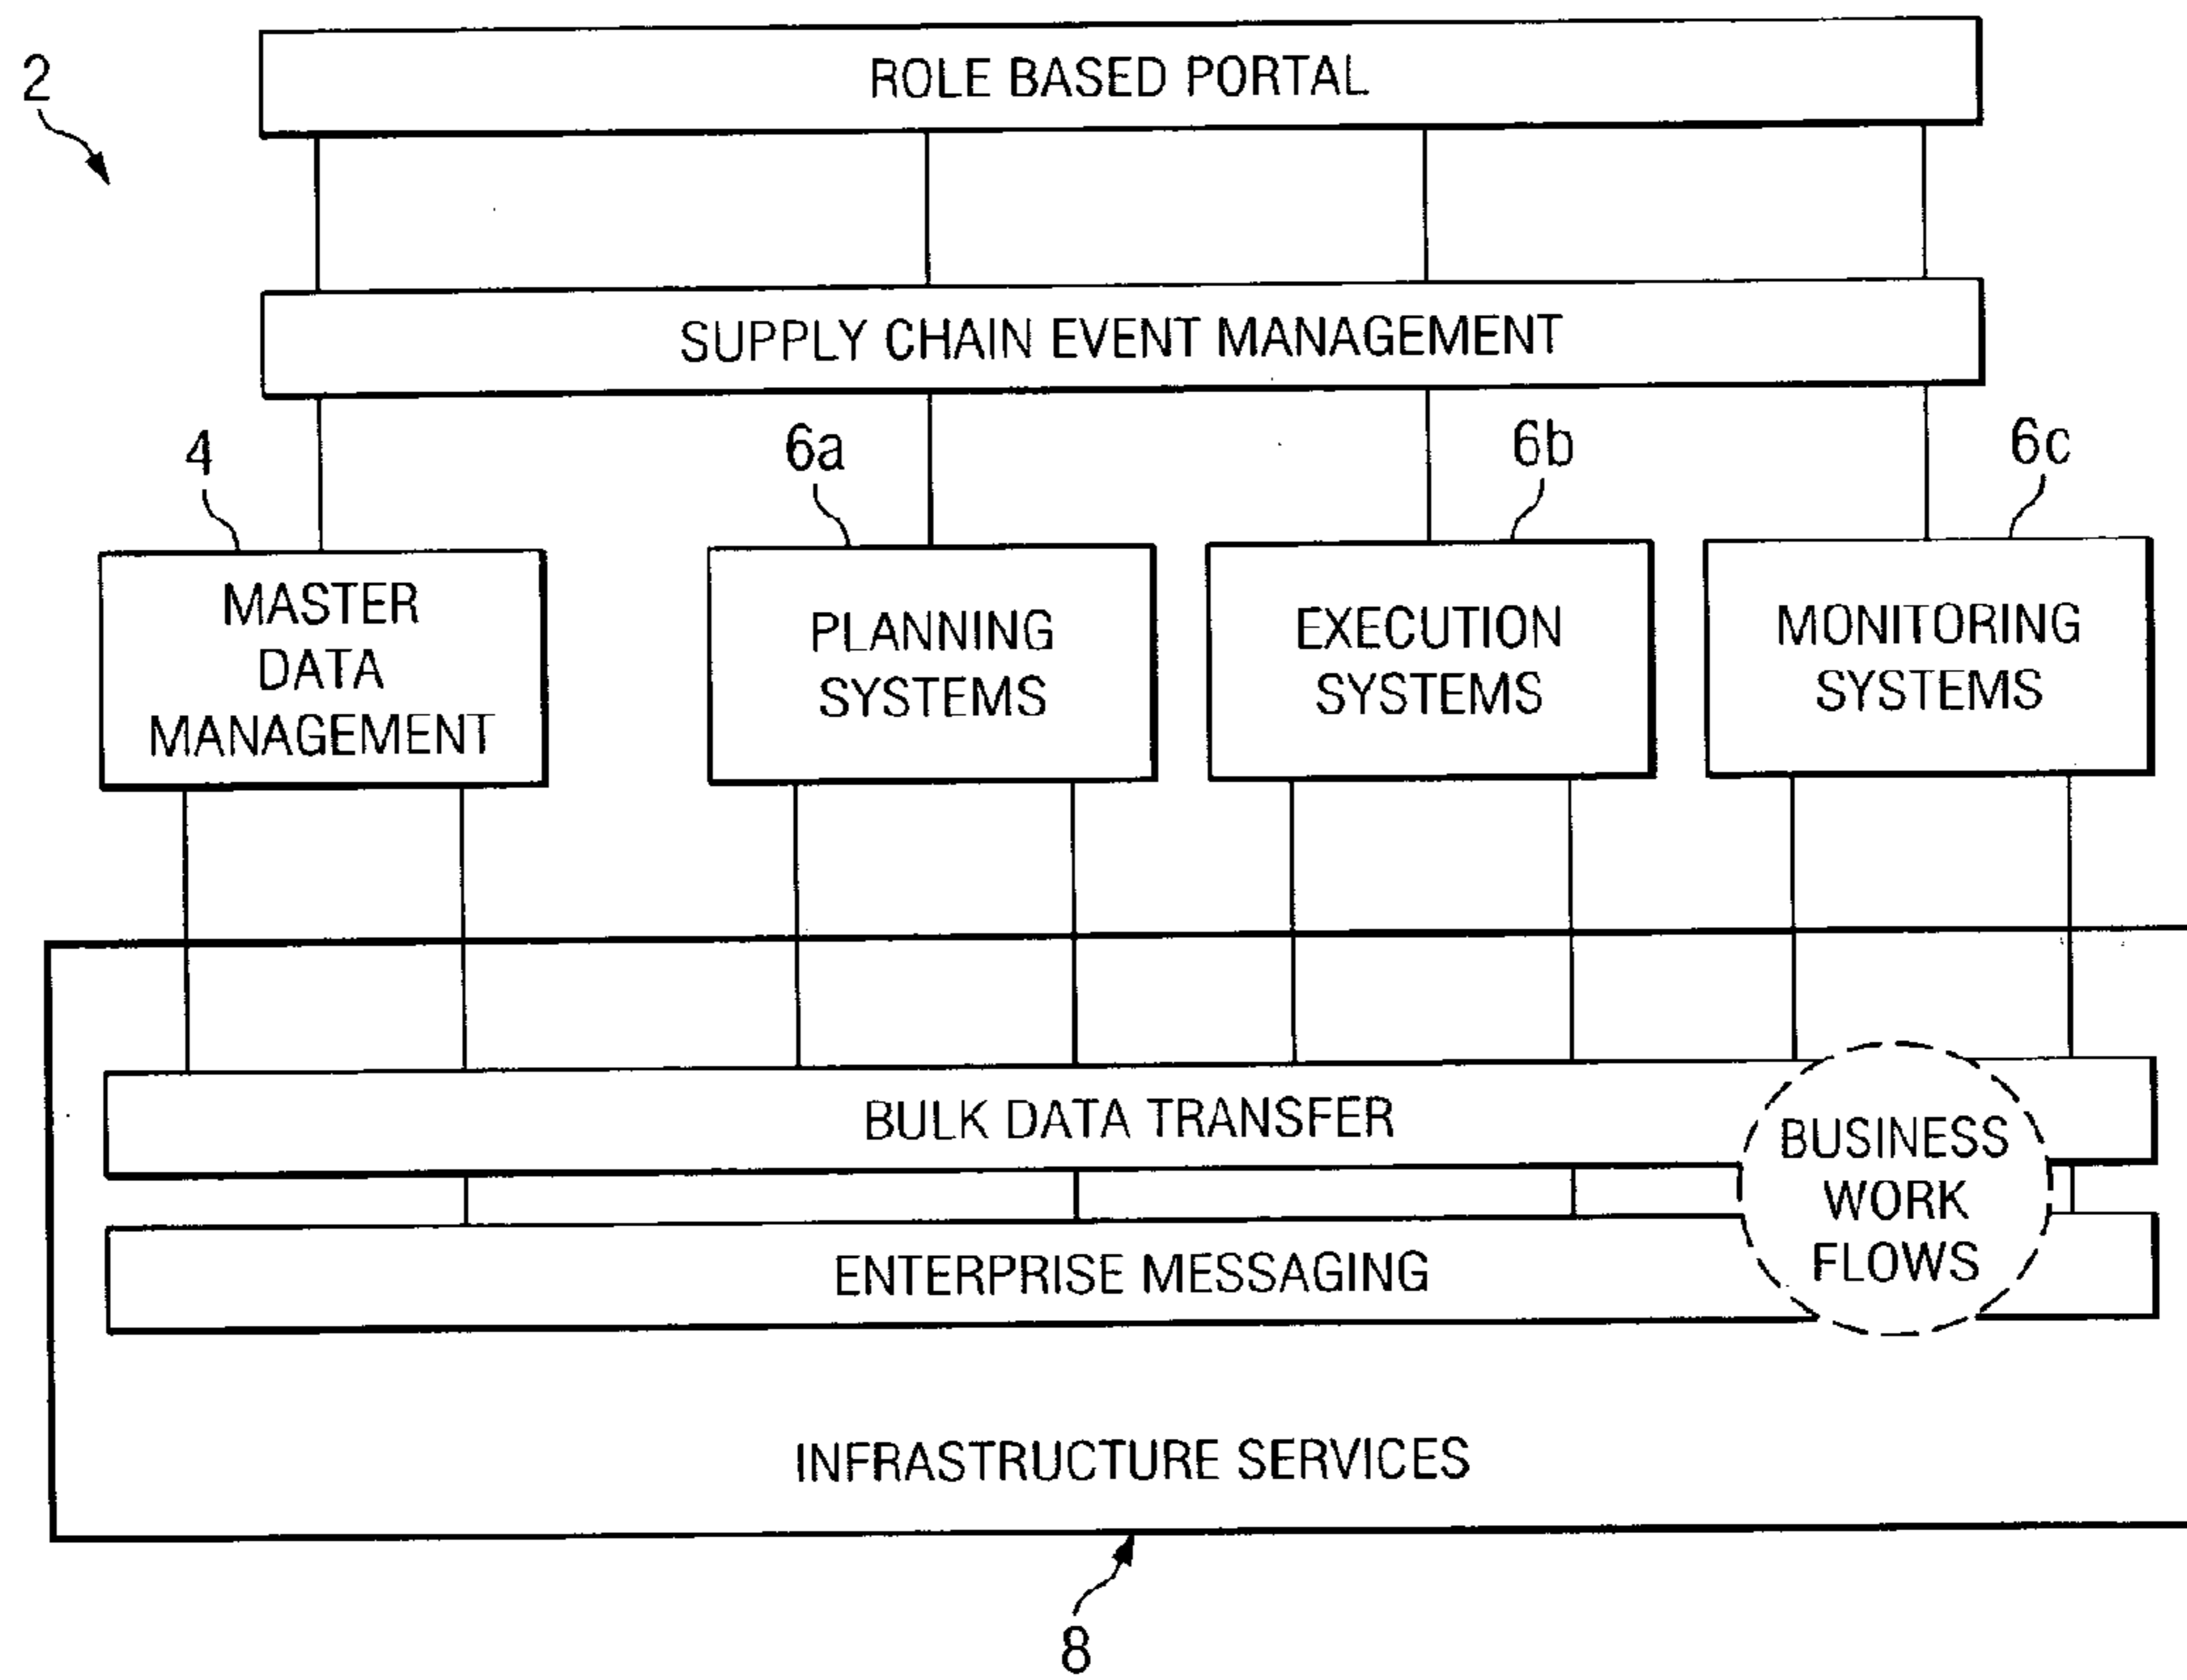 2
ROLE BASED PORTAL
SUPPLY CHAIN EVENT MANAGEMENT
4
6a
6b
6c
MASTER
DATA
MANAGEMENT
PLANNING
SYSTEMS
EXECUTION
SYSTEMS
MONITORING
SYSTEMS
BULK DATA TRANSFER
BUSINESS
WORK
FLOWS
ENTERPRISE MESSAGING
INFRASTRUCTURE SERVICES
8